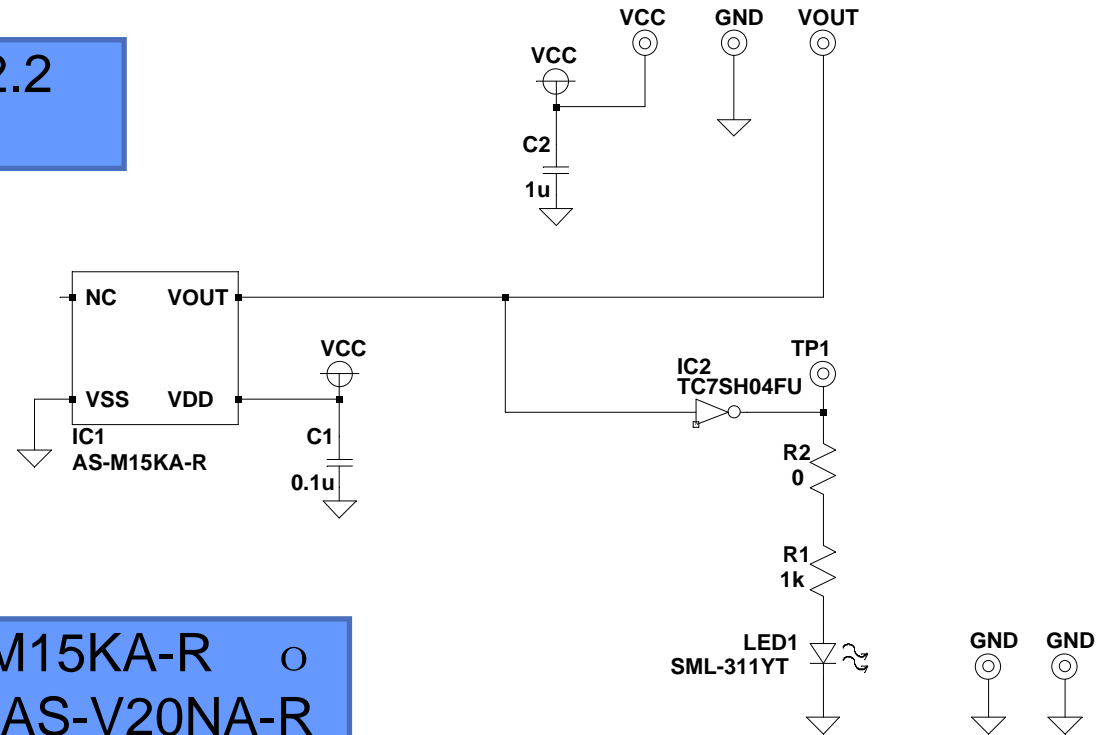 VCC GND VOUT
2.2
VCC
C2
1u
NC VOUT
VCC
TP1
IC2
TC7SH04FU
VSS VDD
IC1
AS-M15KA-R
C1
0.1u
R2
0
R1
1k
LED1
SML-311YT
GND GND
M15KA-R o
AS-V20NA-R